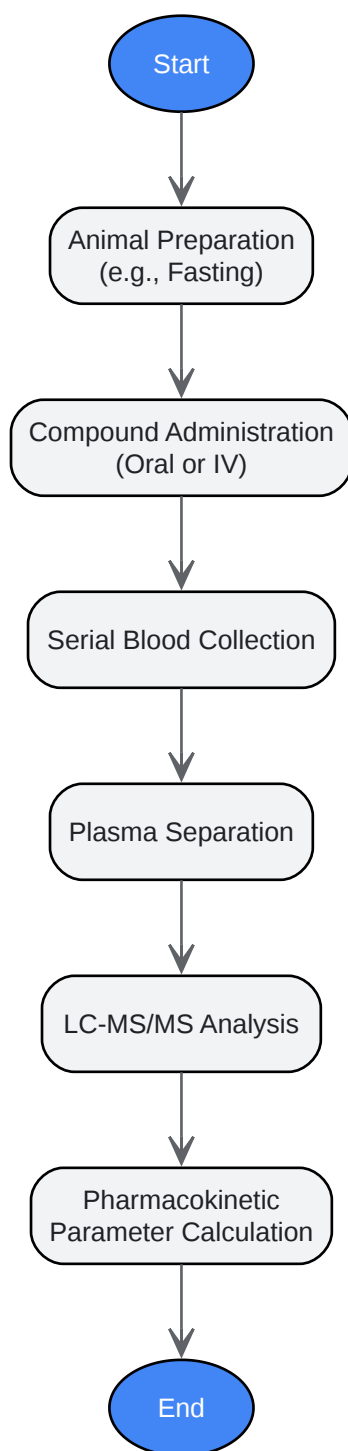 Start
Animal Preparation
(e.g., Fasting)
Compound Administration
(Oral or IV)
Serial Blood Collection
Plasma Separation
LC-MS/MS Analysis
Pharmacokinetic
Parameter Calculation
End